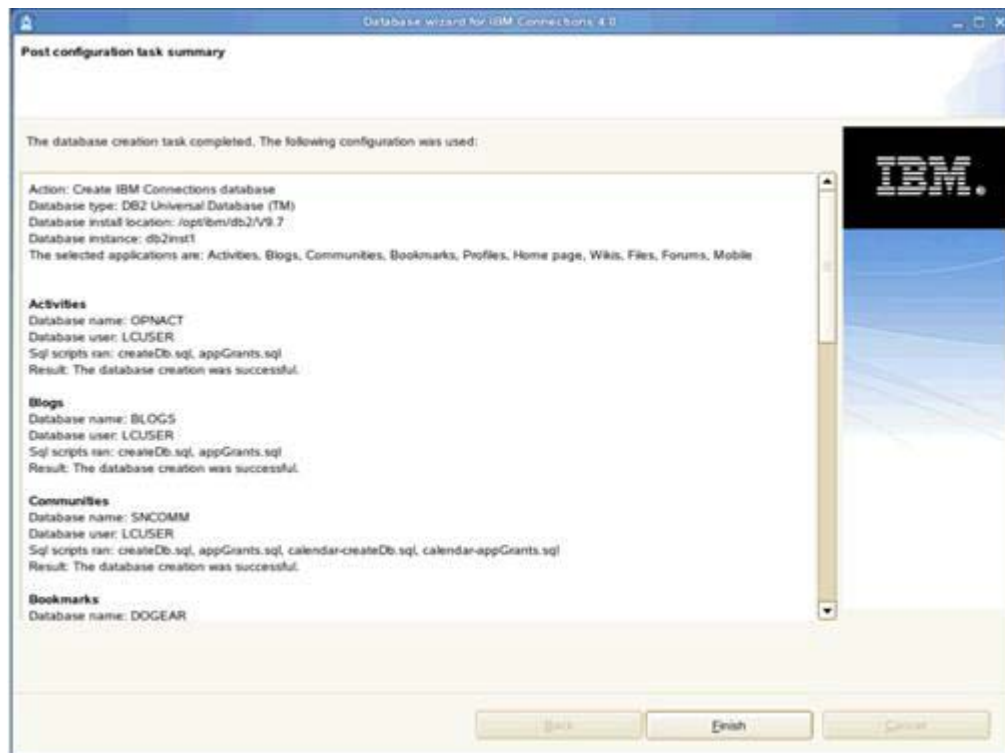 Database wizard for IBM Connections 4.0
Post configuration task summary
The database creation task completed. The following configuration was used:
Action: Create IBM Connections database
Database type: DB2 Universal Database (TM)
Database install location: /opt/ibm/db2/V9.7
Database instance: db2inst1
The selected applications are: Activities, Blogs, Communities, Bookmarks, Profiles, Home page, Wikis, Files, Forums, Mobile
Activities
Database name: OPNACT
Database user: LCUSER
Sql scripts ran: createDb.sql, appGrants.sql
Result: The database creation was successful.
Blogs
Database name: BLOGS
Database user: LCUSER
Sql scripts ran: createDb.sql, appGrants.sql
Result: The database creation was successful.
Communities
Database name: SNCOMM
Database user: LCUSER
Sql scripts ran: createDb.sql, appGrants.sql, calendar-createDb.sql, calendar-appGrants.sql
Result: The database creation was successful.
Bookmarks
Database name: DOGEAR
IBM.
Back
Finish
Cancel